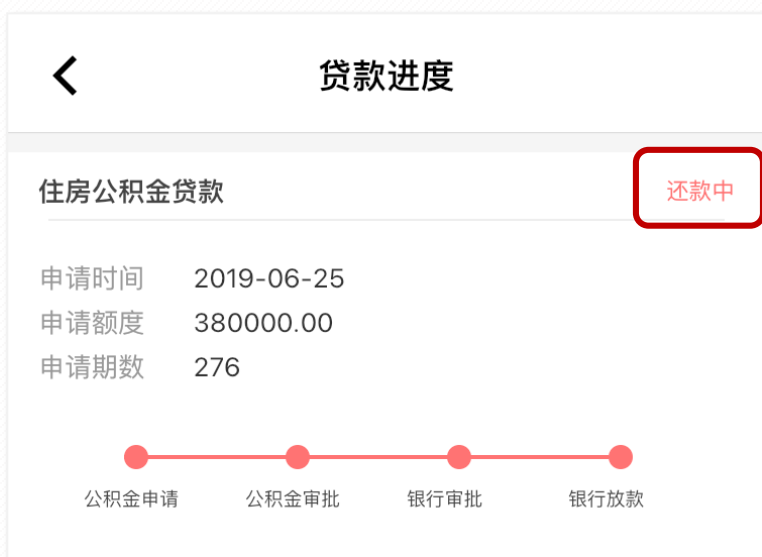 贷款进度
住房公积金贷款 还款中
申请时间 2019-06-25
申请额度 380000.00
申请期数 276
公积金申请 公积金审批 银行审批 银行放款